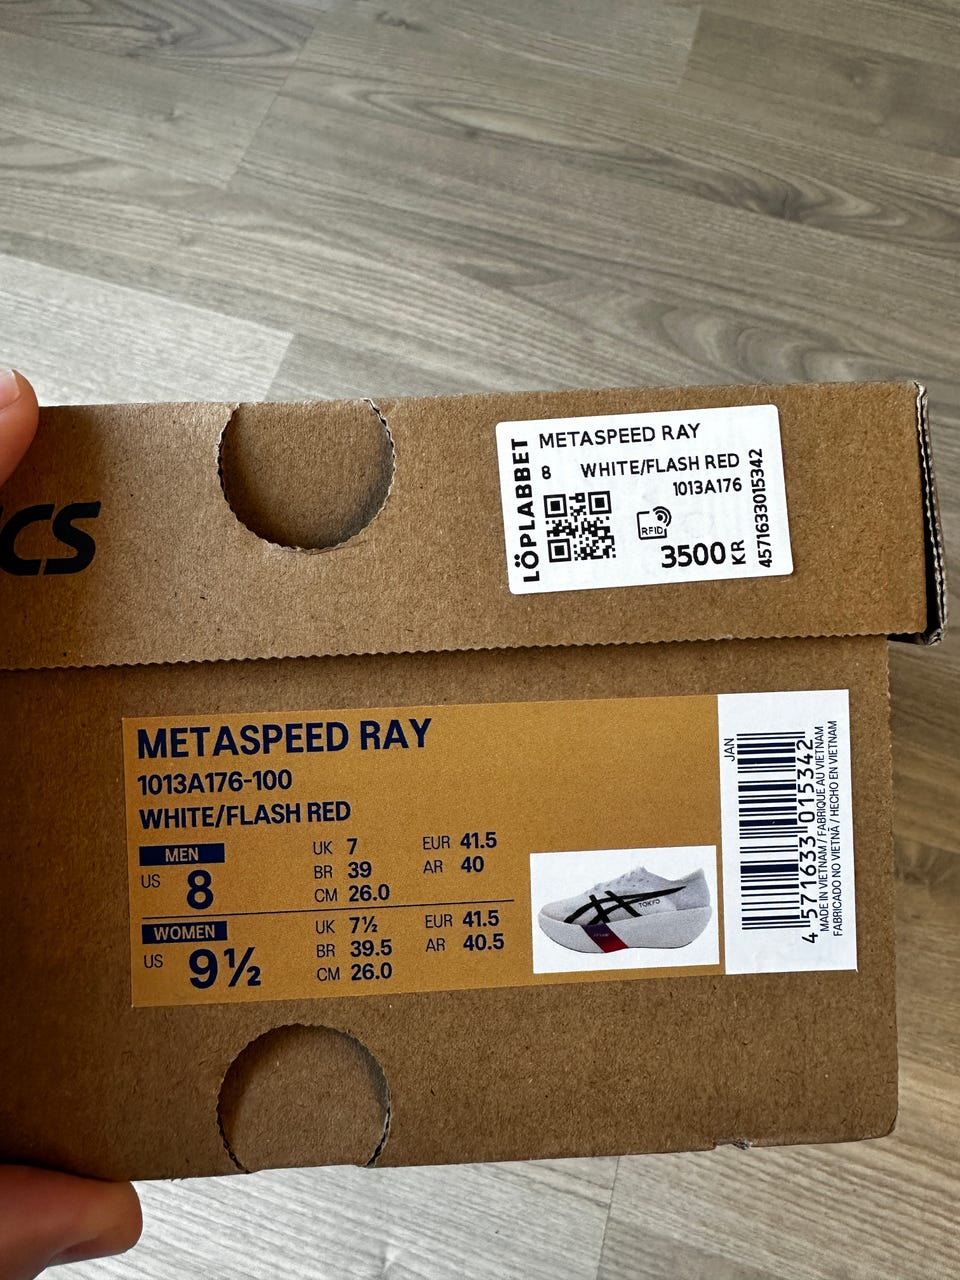 LÖPLABBET
METASPEED RAY
8 WHITE/FLASH RED
1013A176
RFID
3500 KR
4571633015342
CS
METASPEED RAY
1013A176-100
WHITE/FLASH RED
MEN
US 8
UK 7 EUR 41.5
BR 39 AR 40
CM 26.0
WOMEN
US 9½
UK 7½ EUR 41.5
BR 39.5 AR 40.5
CM 26.0
TOKYO
JAN
4 571633 015342
MADE IN VIETNAM / FABRIQUE AU VIETNAM
FABRICADO NO VIETNÃ / HECHO EN VIETNAM